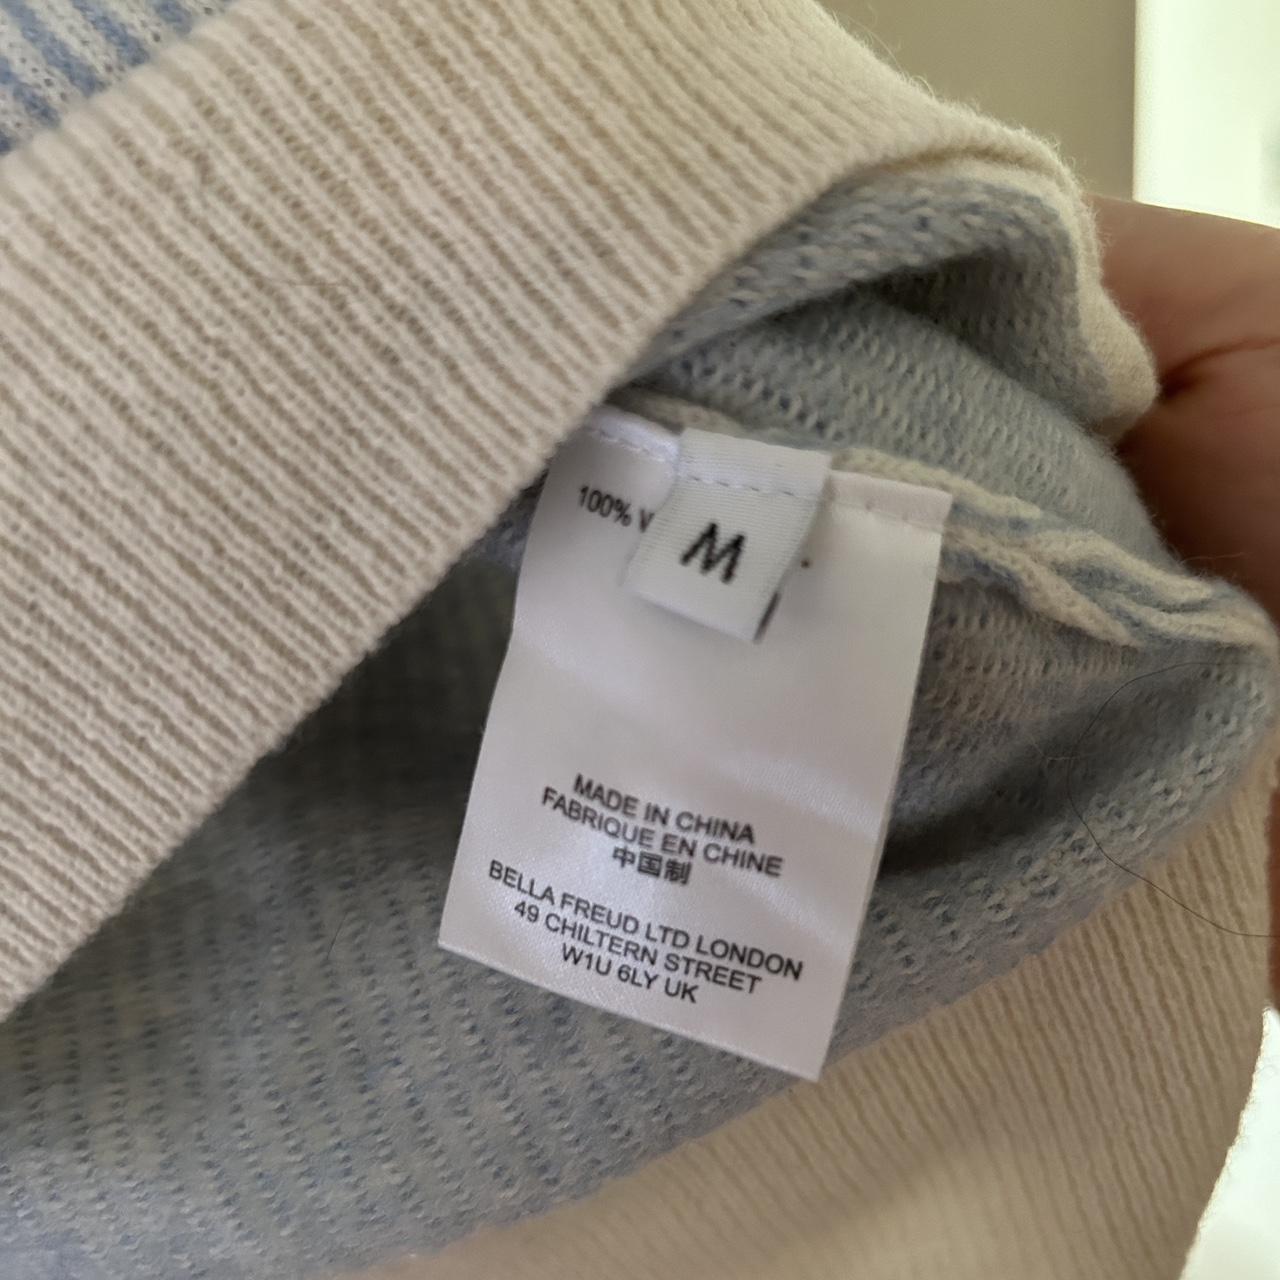 100%
M
MADE IN CHINA
FABRIQUE EN CHINE
中国制
BELLA FREUD LTD LONDON
49 CHILTERN STREET
W1U 6LY UK